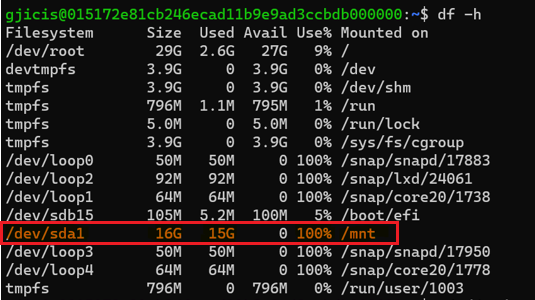 gjicis@015172e81cb246ecad11b9e9ad3ccbdb000000:~$ df -h
Filesystem Size Used Avail Use% Mounted on
/dev/root 29G 2.6G 27G 9% /
devtmpfs 3.9G 0 3.9G 0% /dev
tmpfs 3.9G 0 3.9G 0% /dev/shm
tmpfs 796M 1.1M 795M 1% /run
tmpfs 5.0M 0 5.0M 0% /run/lock
tmpfs 3.9G 0 3.9G 0% /sys/fs/cgroup
/dev/loop0 50M 50M 0 100% /snap/snapd/17883
/dev/loop2 92M 92M 0 100% /snap/lxd/24061
/dev/loop1 64M 64M 0 100% /snap/core20/1738
/dev/sdb15 105M 5.2M 100M 5% /boot/efi
/dev/sda1 16G 15G 0 100% /mnt
/dev/loop3 50M 50M 0 100% /snap/snapd/17950
/dev/loop4 64M 64M 0 100% /snap/core20/1778
tmpfs 796M 0 796M 0% /run/user/1003